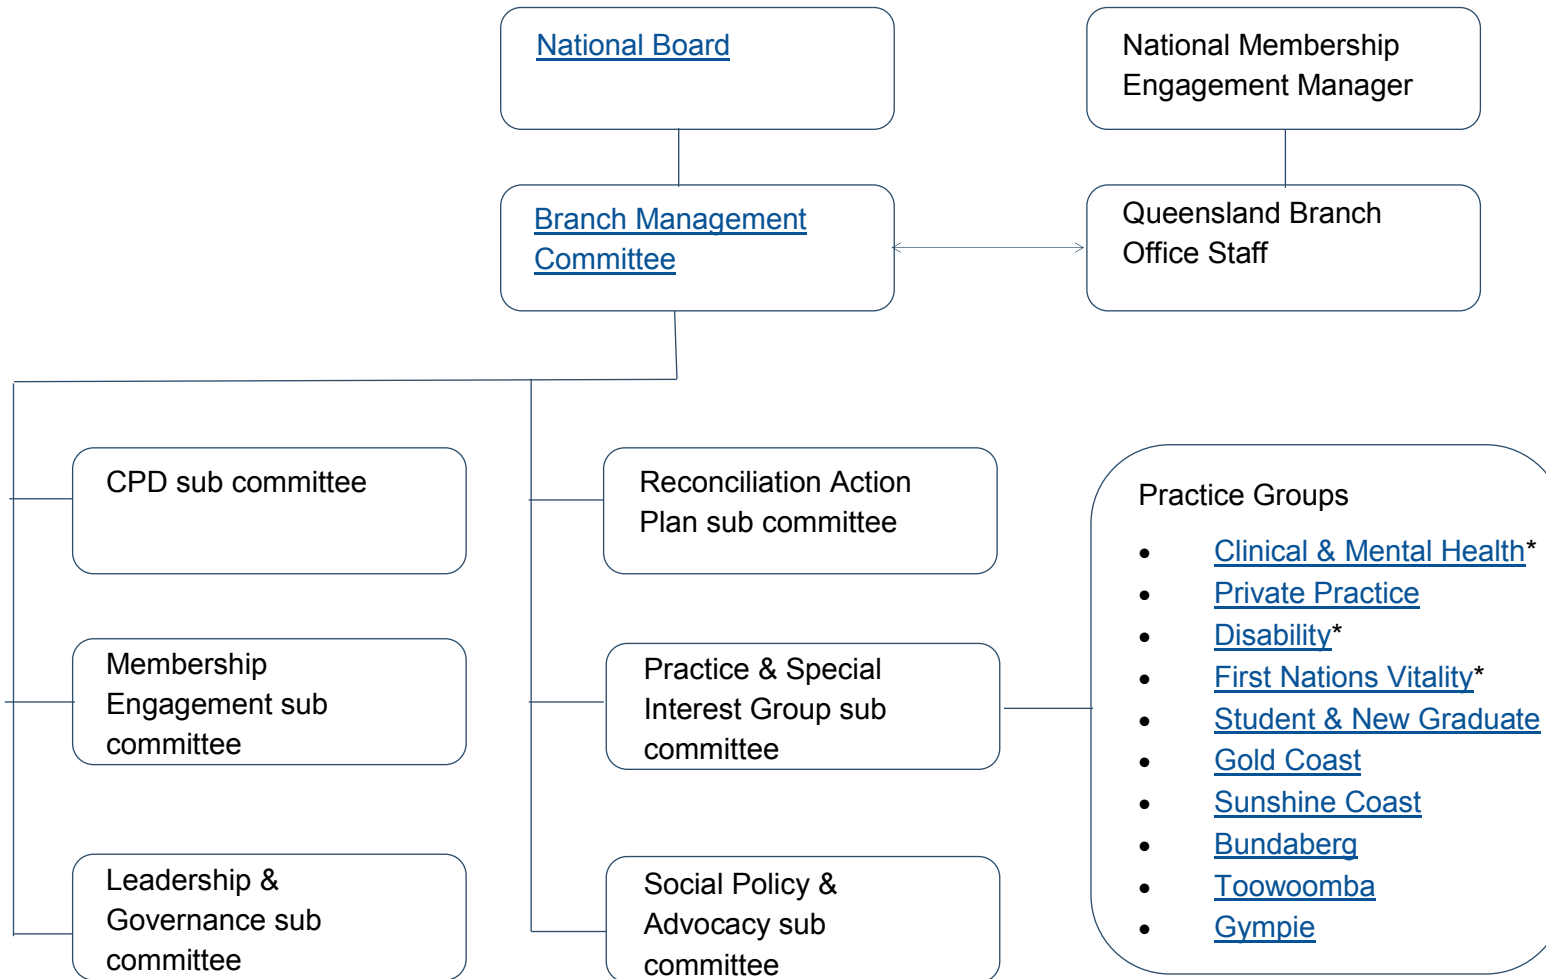 National Board
National Membership
Engagement Manager
Branch Management
Committee
Queensland Branch
Office Staff
CPD sub committee
Reconciliation Action
Plan sub committee
Membership
Engagement sub
committee
Practice & Special
Interest Group sub
committee
Leadership &
Governance sub
committee
Social Policy &
Advocacy sub
committee
Practice Groups
• Clinical & Mental Health*
• Private Practice
• Disability*
• First Nations Vitality*
• Student & New Graduate
• Gold Coast
• Sunshine Coast
• Bundaberg
• Toowoomba
• Gympie